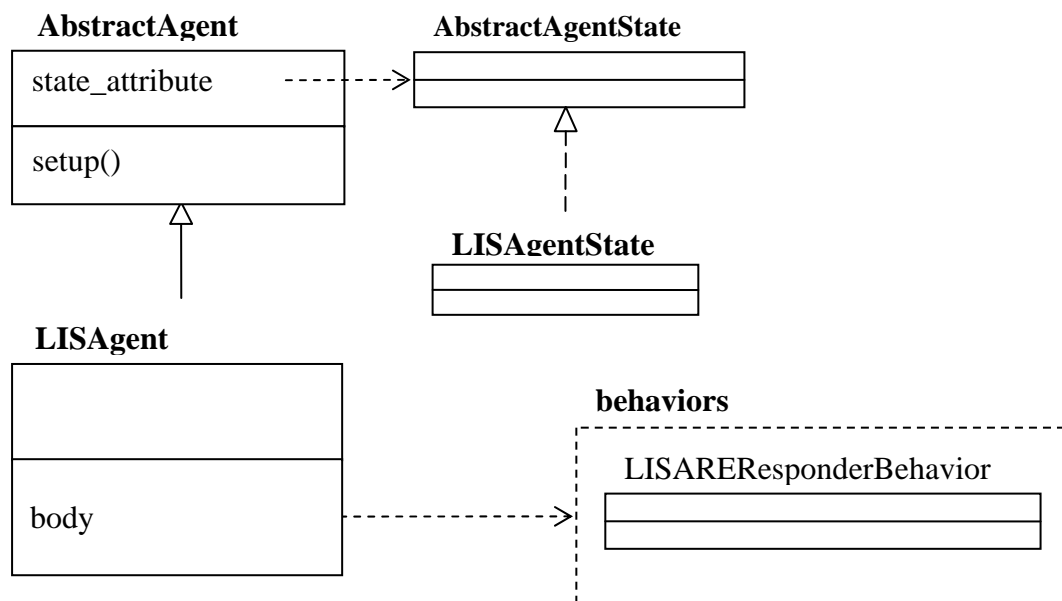 AbstractAgent
AbstractAgentState
state_attribute
setup()
LISAgentState
LISAgent
behaviors
LISAREResponderBehavior
body